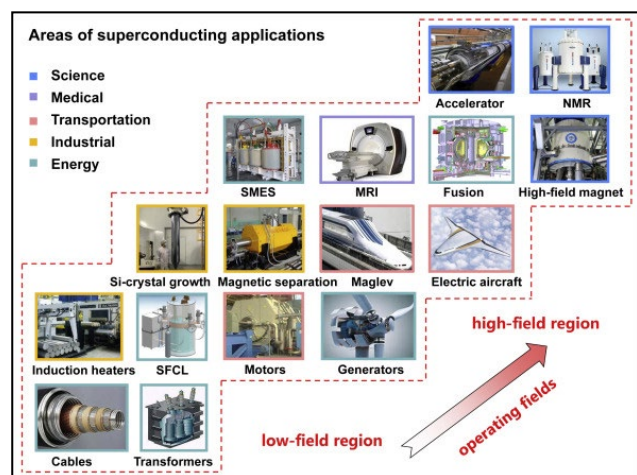 Areas of superconducting applications
Science
Medical
Transportation
Industrial
Energy
Accelerator
NMR
SMES
MRI
Fusion
High-field magnet
Si-crystal growth
Magnetic separation
Maglev
Electric aircraft
Induction heaters
SFCL
Motors
Generators
high-field region
Cables
Transformers
low-field region
operating fields